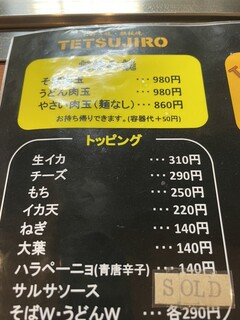 TETSUJIRO
そば肉玉 ･･･ 980円
うどん肉玉 ･･･ 980円
やさい肉玉(麺なし) ･･･ 860円
お持ち帰りできます。(容器代+50円)
トッピング
生イカ ･･･ 310円
チーズ ･･･ 290円
もち ･･･ 250円
イカ天 ･･･ 220円
ねぎ ･･･ 140円
大葉 ･･･ 140円
ハラペーニョ(青唐辛子) ･･･ 140円
サルサソース
SOLD
そばW・うどんW 各290円